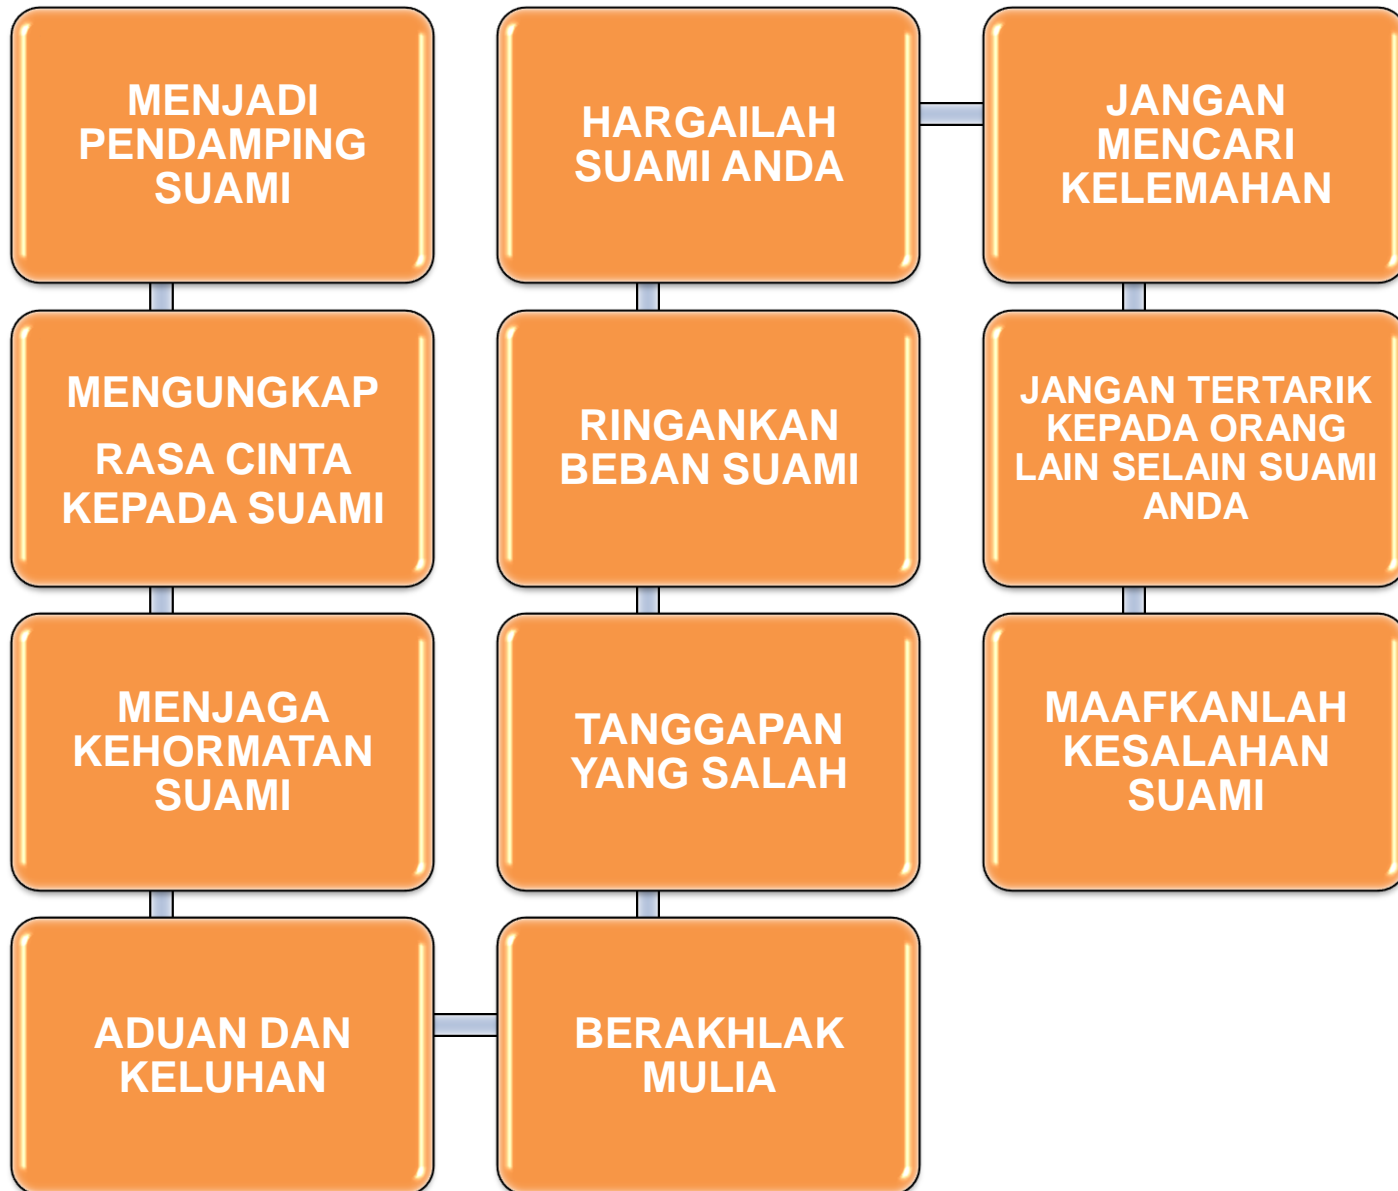 MENJADI
PENDAMPING
SUAMI
MENGUNGKAP
RASA CINTA
KEPADA SUAMI
MENJAGA
KEHORMATAN
SUAMI
ADUAN DAN
KELUHAN
BERAKHLAK
MULIA
TANGGAPAN
YANG SALAH
RINGANKAN
BEBAN SUAMI
HARGAILAH
SUAMI ANDA
JANGAN
MENCARI
KELEMAHAN
JANGAN TERTARIK
KEPADA ORANG
LAIN SELAIN SUAMI
ANDA
MAAFKANLAH
KESALAHAN
SUAMI